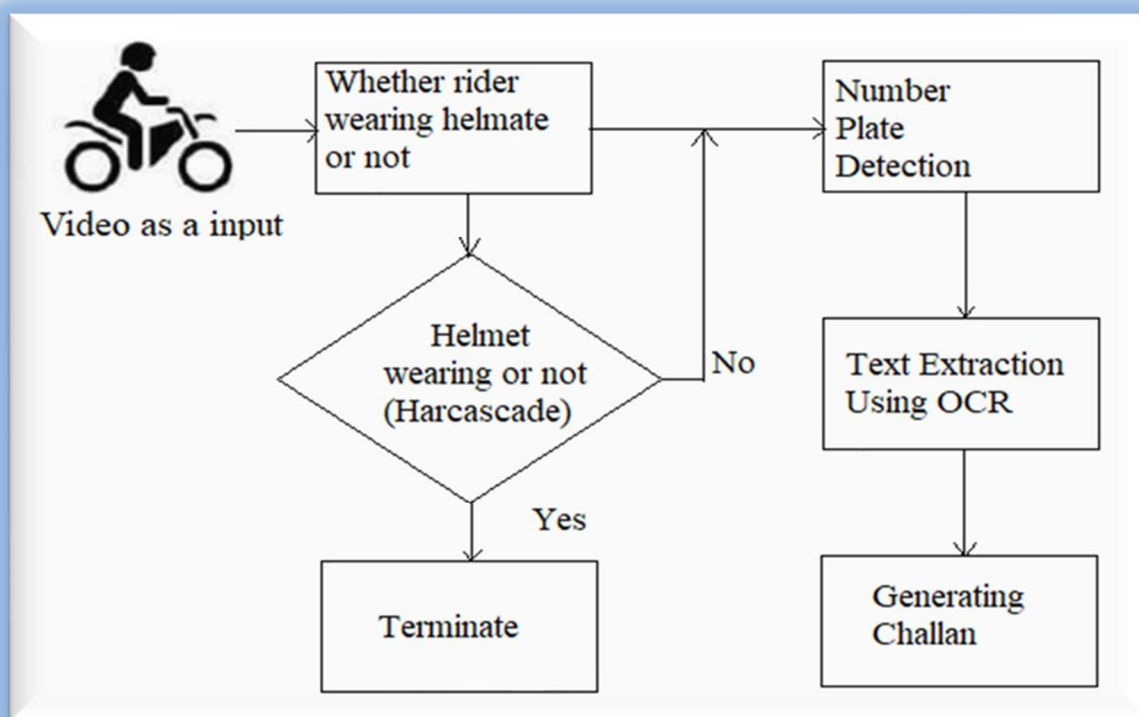 Video as a input
Whether rider
wearing helmate
or not
Helmet
wearing or not
(Harcascade)
No
Yes
Terminate
Number
Plate
Detection
Text Extraction
Using OCR
Generating
Challan